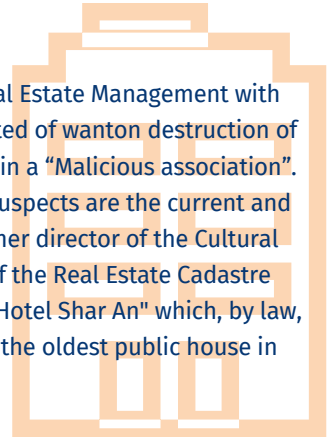 al Estate Management with
ted of wanton destruction of
in a “Malicious association”.
uspects are the current and
ner director of the Cultural
f the Real Estate Cadastre
Hotel Shar An" which, by law,
the oldest public house in